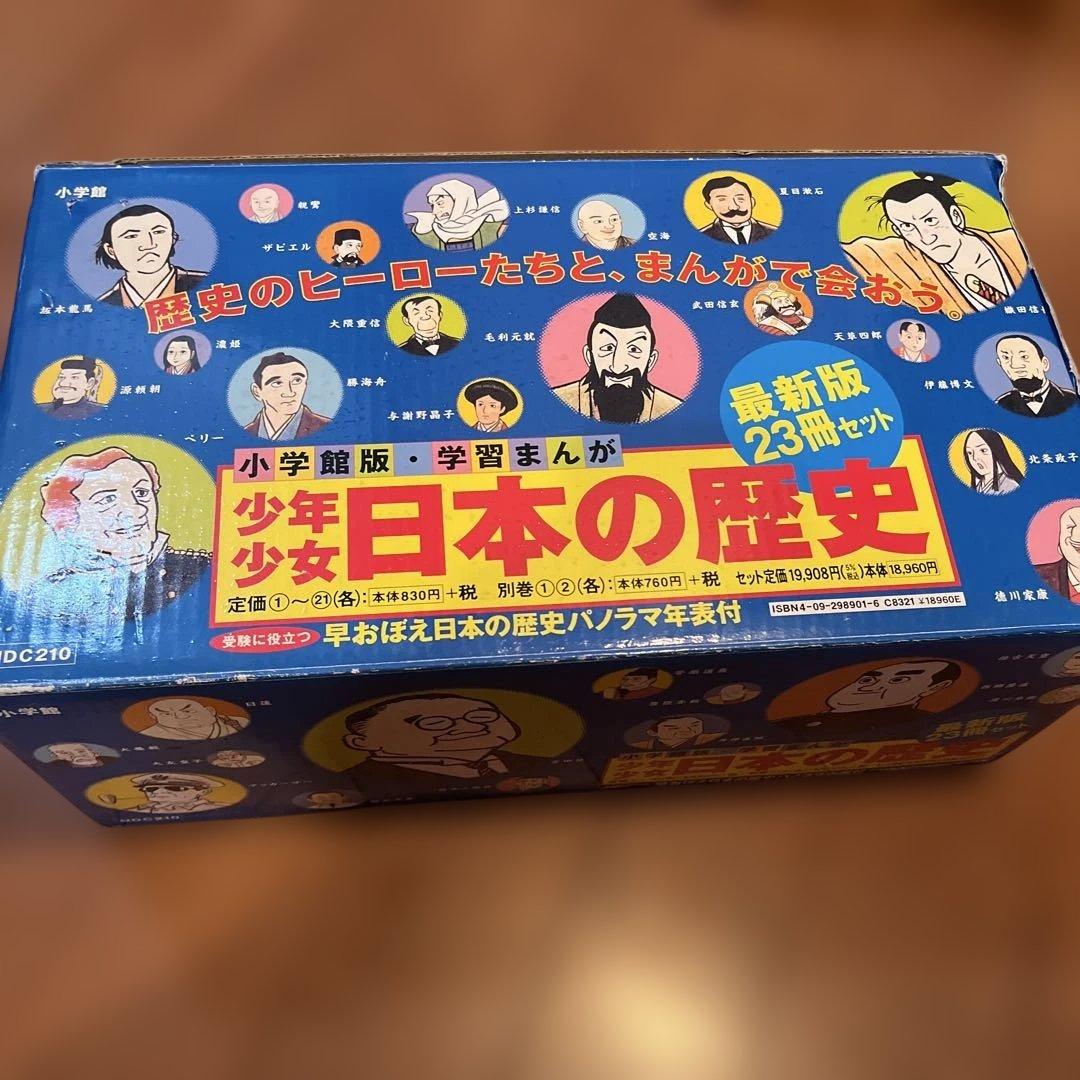 小学館
親鸞
ザビエル
上杉謙信
空海
夏目漱石
歴史のヒーローたちと、まんがで会おう。
坂本龍馬
大隈重信
毛利元就
武田信玄
天草四郎
織田信
濃姫
源頼朝
勝海舟
与謝野晶子
伊藤博文
ペリー
北条政子
最新版
23冊セット
小学館版・学習まんが
少年少女日本の歴史
定価①〜㉑(各):本体830円+税 別巻①②(各):本体760円+税 セット定価19,908円(5%税込)本体18,960円
ISBN4-09-298901-6 C8321 ¥18960E
徳川家康
受験に役立つ 早おぼえ日本の歴史パノラマ年表付
NDC210
小学館
日蓮
最新版
23冊セット
少年少女日本の歴史
NDC210